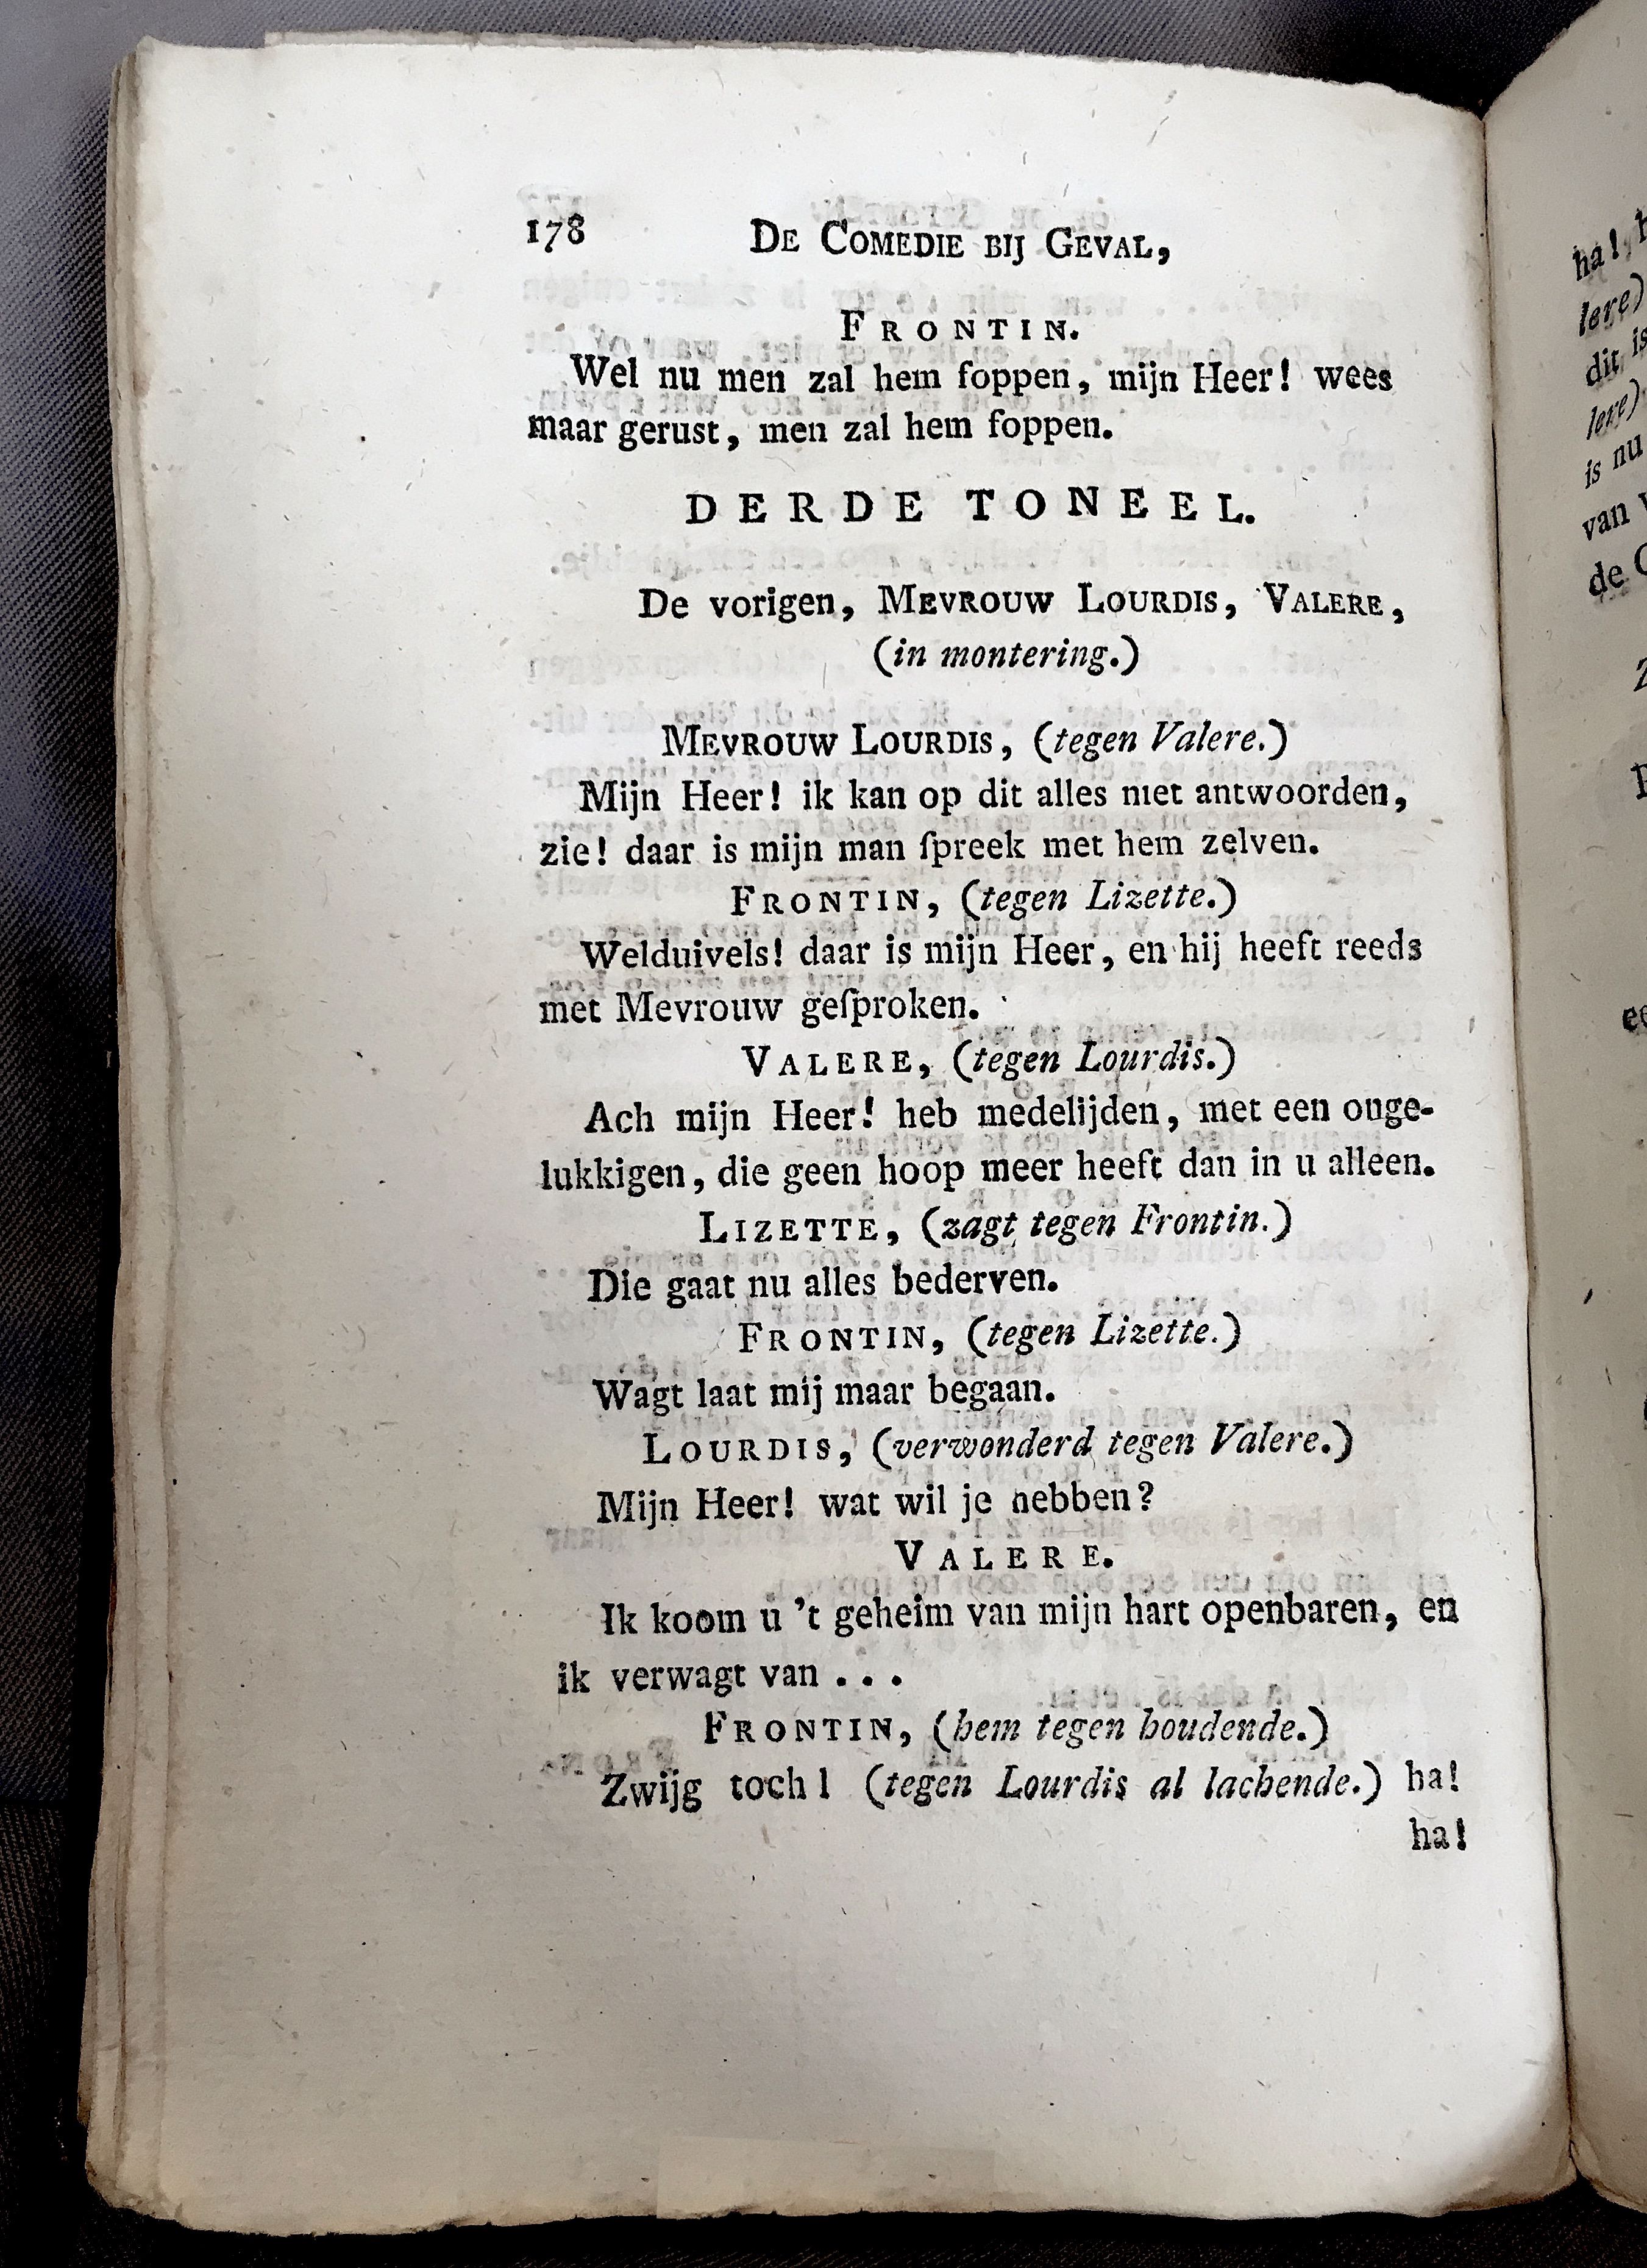 178 DE COMEDIE BIJ GEVAL,
FRONTIN.
Wel nu men zal hem foppen, mijn Heer! wees
maar gerust, men zal hem foppen.
DERDE TONEEL.
De vorigen, MEVROUW LOURDIS, VALERE,
(in montering.)
MEVROUW LOURDIS, (tegen Valere.)
Mijn Heer! ik kan op dit alles niet antwoorden,
zie! daar is mijn man ſpreek met hem zelven.
FRONTIN, (tegen Lizette.)
Welduivels! daar is mijn Heer, en hij heeft reeds
met Mevrouw geſproken.
VALERE, (tegen Lourdis.)
Ach mijn Heer! heb medelijden, met een onge-
lukkigen, die geen hoop meer heeft dan in u alleen.
LIZETTE, (zagt tegen Frontin.)
Die gaat nu alles bederven.
FRONTIN, (tegen Lizette.)
Wagt laat mij maar begaan.
LOURDIS, (verwonderd tegen Valere.)
Mijn Heer! wat wil je hebben?
VALERE.
Ik koom u 't geheim van mijn hart openbaren, en
ik verwagt van . . .
FRONTIN, (hem tegen houdende.)
Zwijg toch! (tegen Lourdis al lachende.) ha!
ha!
ha!
lere)
dit is
lere)
is nu
van
de